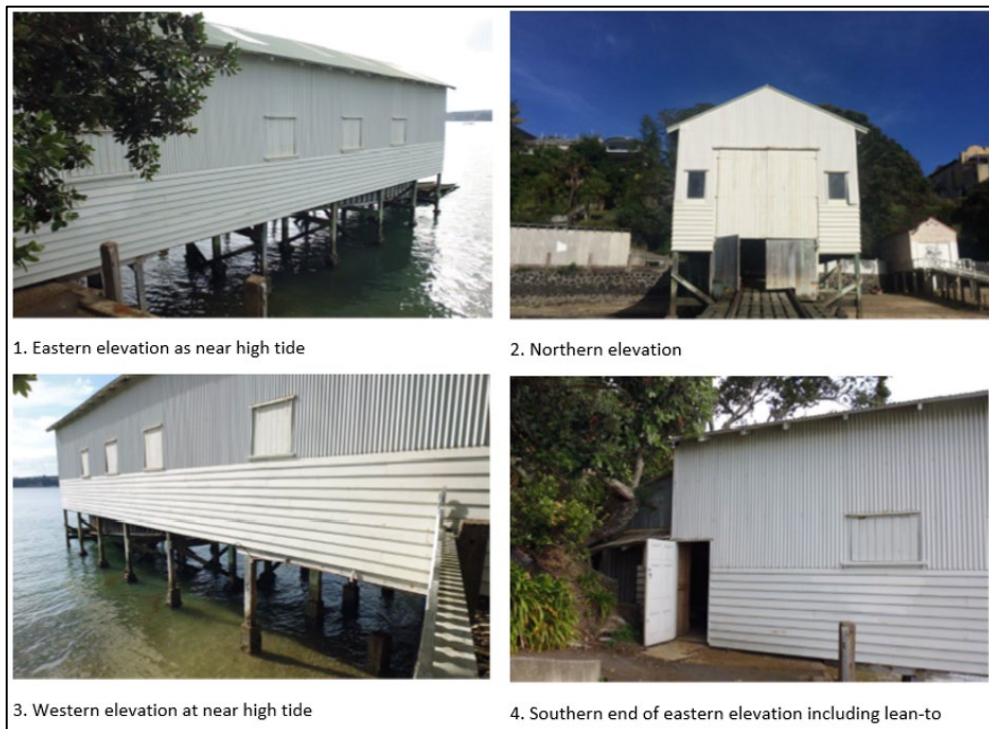 1. Eastern elevation as near high tide
2. Northern elevation
3. Western elevation at near high tide
4. Southern end of eastern elevation including lean-to